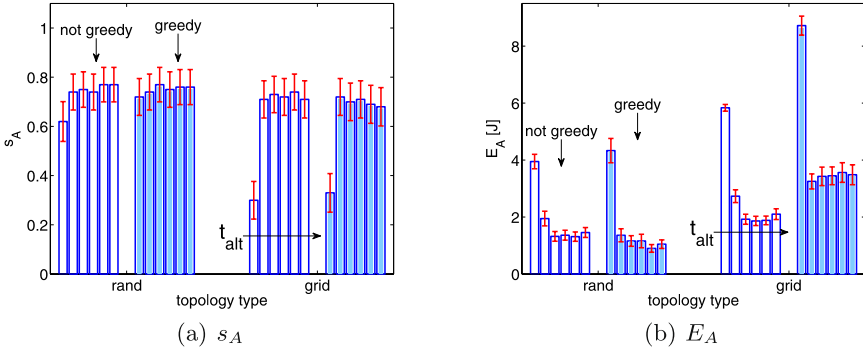 1
0.8
0.6
0.4
0.2
0
s_A
not greedy
greedy
t_alt
rand
grid
topology type
(a) s_A
8
6
4
2
0
E_A [J]
not greedy
greedy
t_alt
rand
grid
topology type
(b) E_A